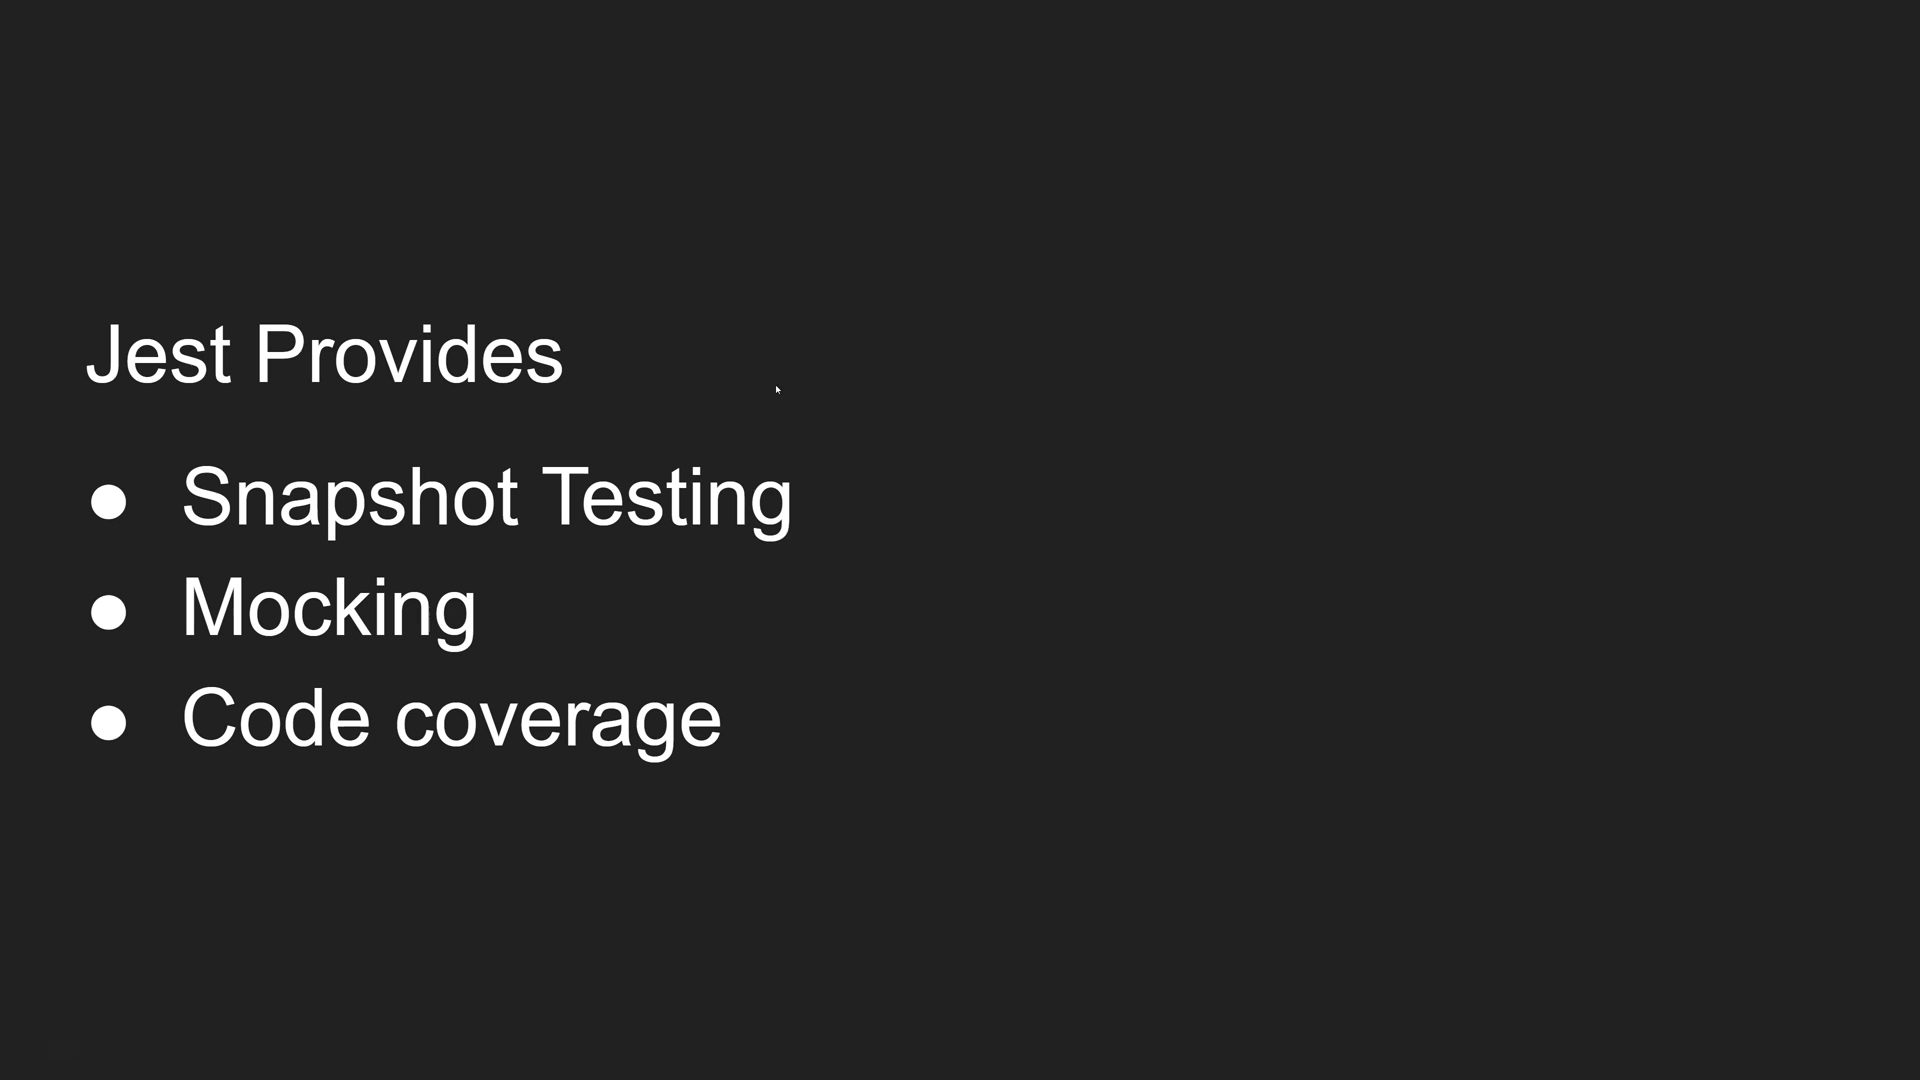 Jest Provides
● Snapshot Testing
● Mocking
● Code coverage